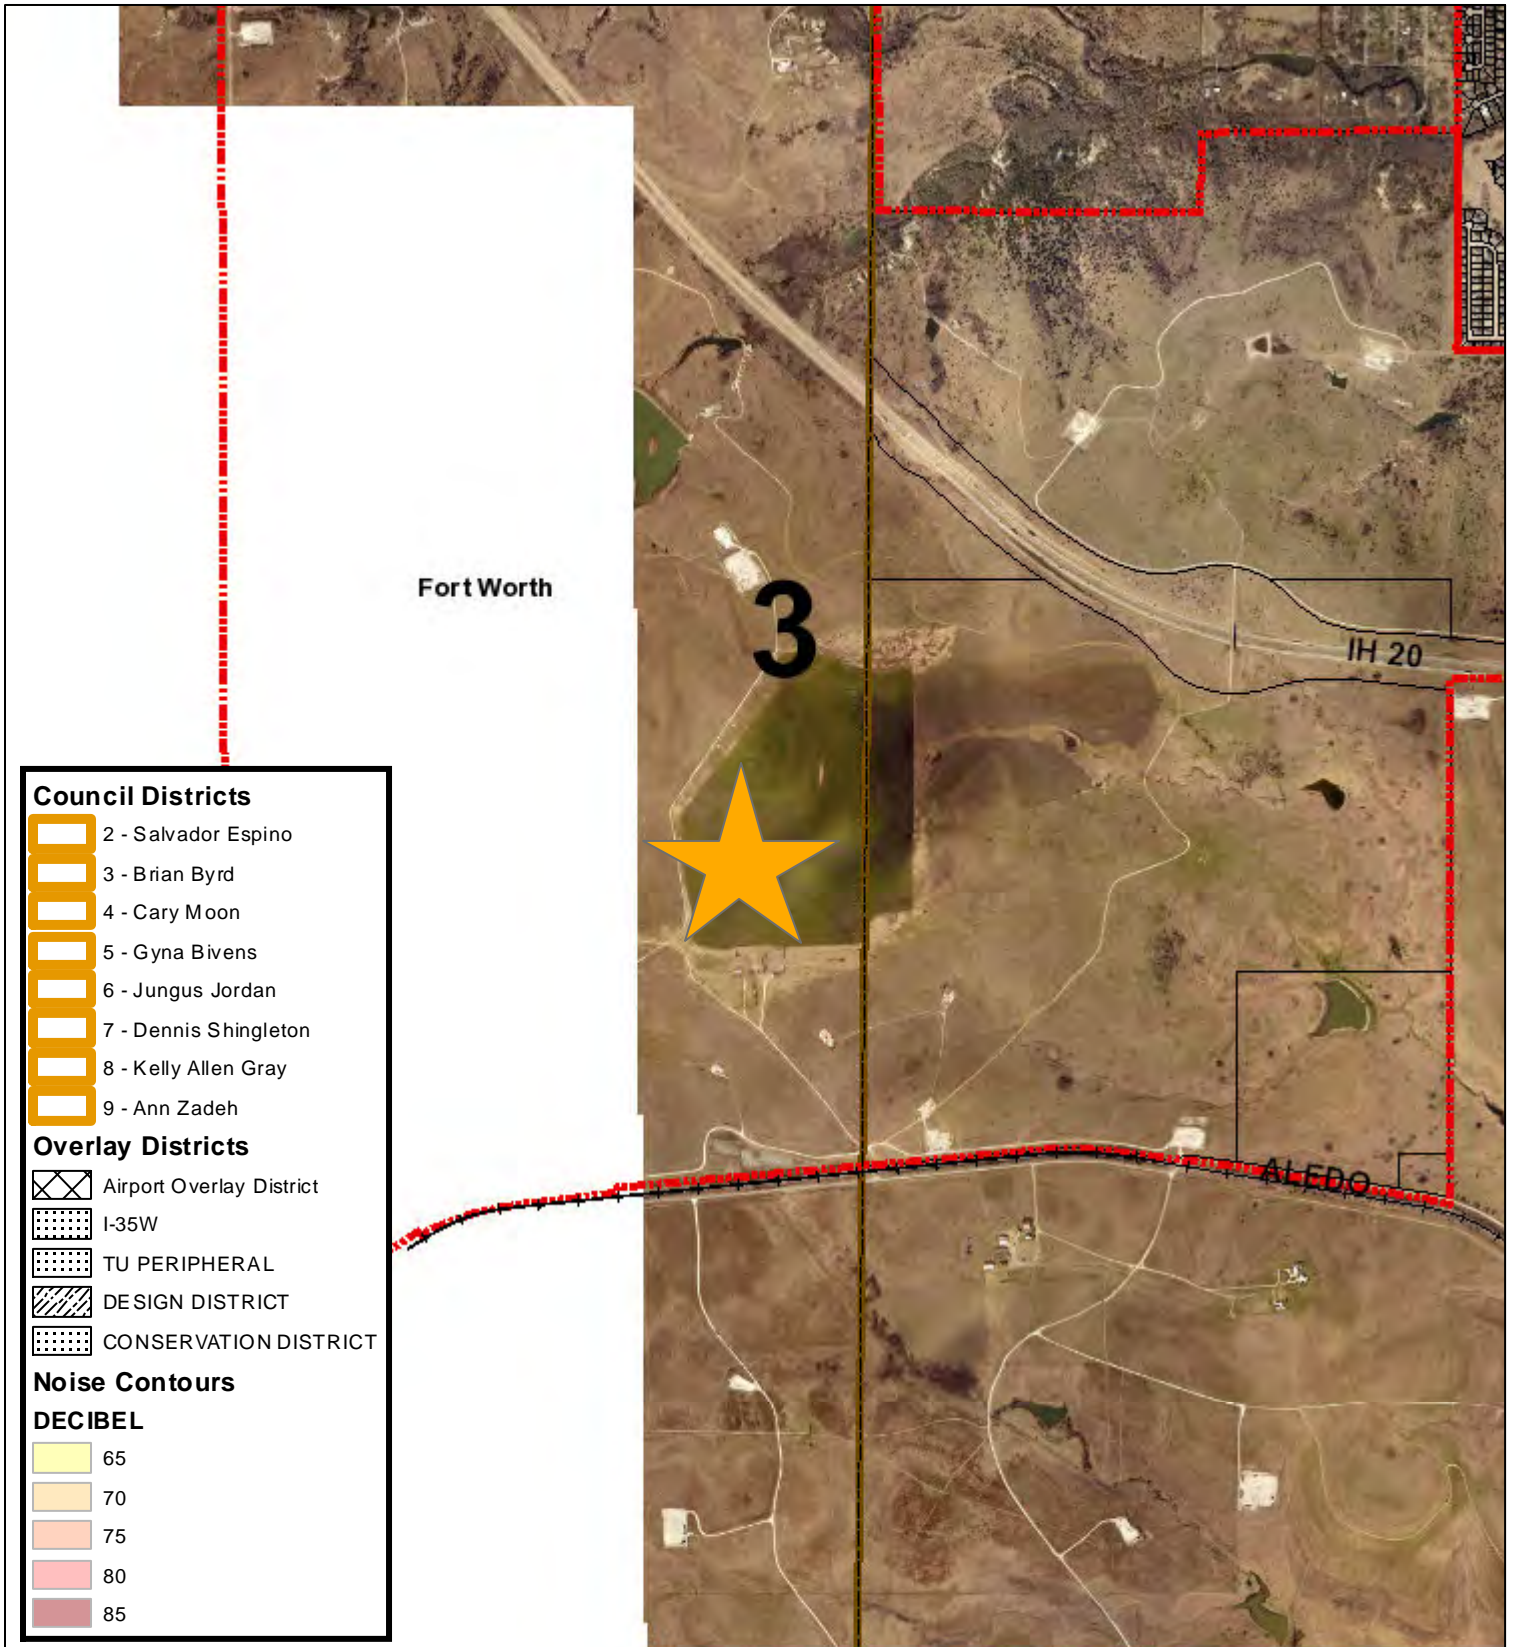 Fort Worth
3
IH 20
ALEDO
Council Districts
2 - Salvador Espino
3 - Brian Byrd
4 - Cary Moon
5 - Gyna Bivens
6 - Jungus Jordan
7 - Dennis Shingleton
8 - Kelly Allen Gray
9 - Ann Zadeh
Overlay Districts
Airport Overlay District
I-35W
TU PERIPHERAL
DESIGN DISTRICT
CONSERVATION DISTRICT
Noise Contours
DECIBEL
65
70
75
80
85